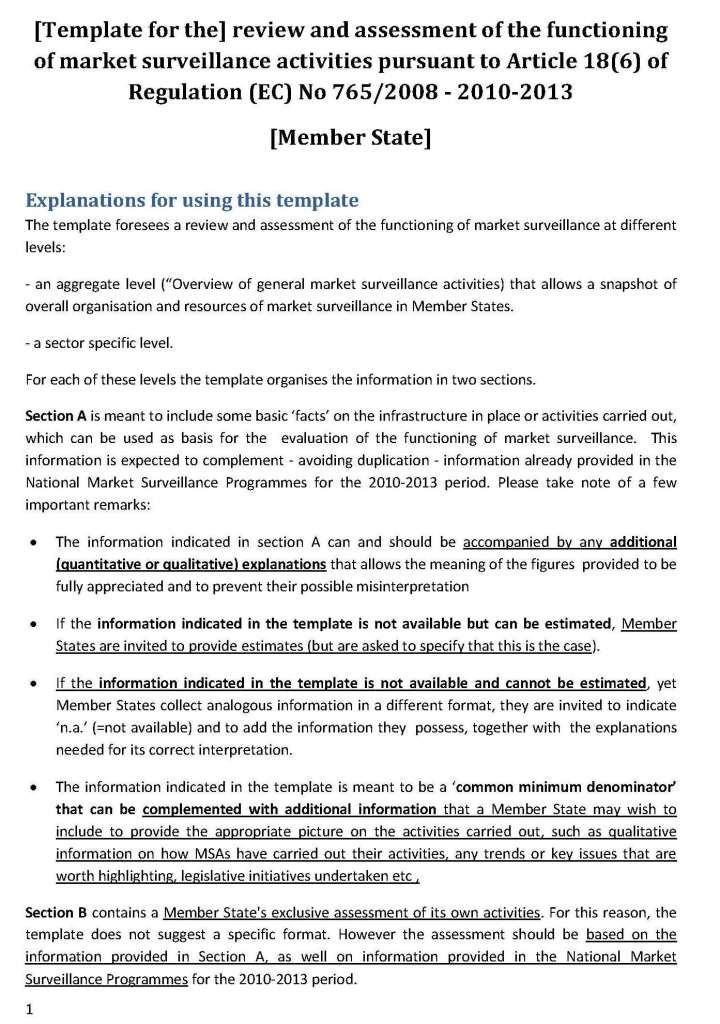 [Template for the] review and assessment of the functioning
of market surveillance activities pursuant to Article 18(6) of
Regulation (EC) No 765/2008 - 2010-2013
[Member State]
Explanations for using this template
The template foresees a review and assessment of the functioning of market surveillance at different
levels:
- an aggregate level (“Overview of general market surveillance activities) that allows a snapshot of
overall organisation and resources of market surveillance in Member States.
- a sector specific level.
For each of these levels the template organises the information in two sections.
Section A is meant to include some basic ‘facts’ on the infrastructure in place or activities carried out,
which can be used as basis for the evaluation of the functioning of market surveillance. This
information is expected to complement - avoiding duplication - information already provided in the
National Market Surveillance Programmes for the 2010-2013 period. Please take note of a few
important remarks:
• The information indicated in section A can and should be accompanied by any additional
(quantitative or qualitative) explanations that allows the meaning of the figures provided to be
fully appreciated and to prevent their possible misinterpretation
• If the information indicated in the template is not available but can be estimated, Member
States are invited to provide estimates (but are asked to specify that this is the case).
• If the information indicated in the template is not available and cannot be estimated, yet
Member States collect analogous information in a different format, they are invited to indicate
‘n.a.’ (=not available) and to add the information they possess, together with the explanations
needed for its correct interpretation.
• The information indicated in the template is meant to be a ‘common minimum denominator’
that can be complemented with additional information that a Member State may wish to
include to provide the appropriate picture on the activities carried out, such as qualitative
information on how MSAs have carried out their activities, any trends or key issues that are
worth highlighting, legislative initiatives undertaken etc ,
Section B contains a Member State's exclusive assessment of its own activities. For this reason, the
template does not suggest a specific format. However the assessment should be based on the
information provided in Section A, as well on information provided in the National Market
Surveillance Programmes for the 2010-2013 period.
1